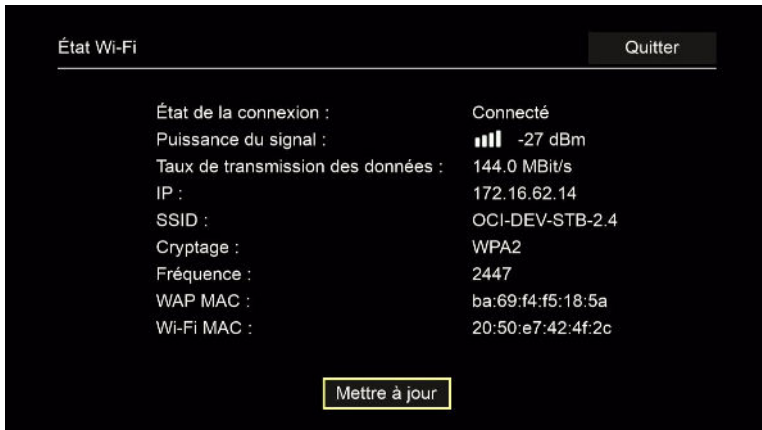 État Wi-Fi
Quitter
État de la connexion : Connecté
Puissance du signal : -27 dBm
Taux de transmission des données : 144.0 MBit/s
IP : 172.16.62.14
SSID : OCI-DEV-STB-2.4
Cryptage : WPA2
Fréquence : 2447
WAP MAC : ba:69:f4:f5:18:5a
Wi-Fi MAC : 20:50:e7:42:4f:2c
Mettre à jour